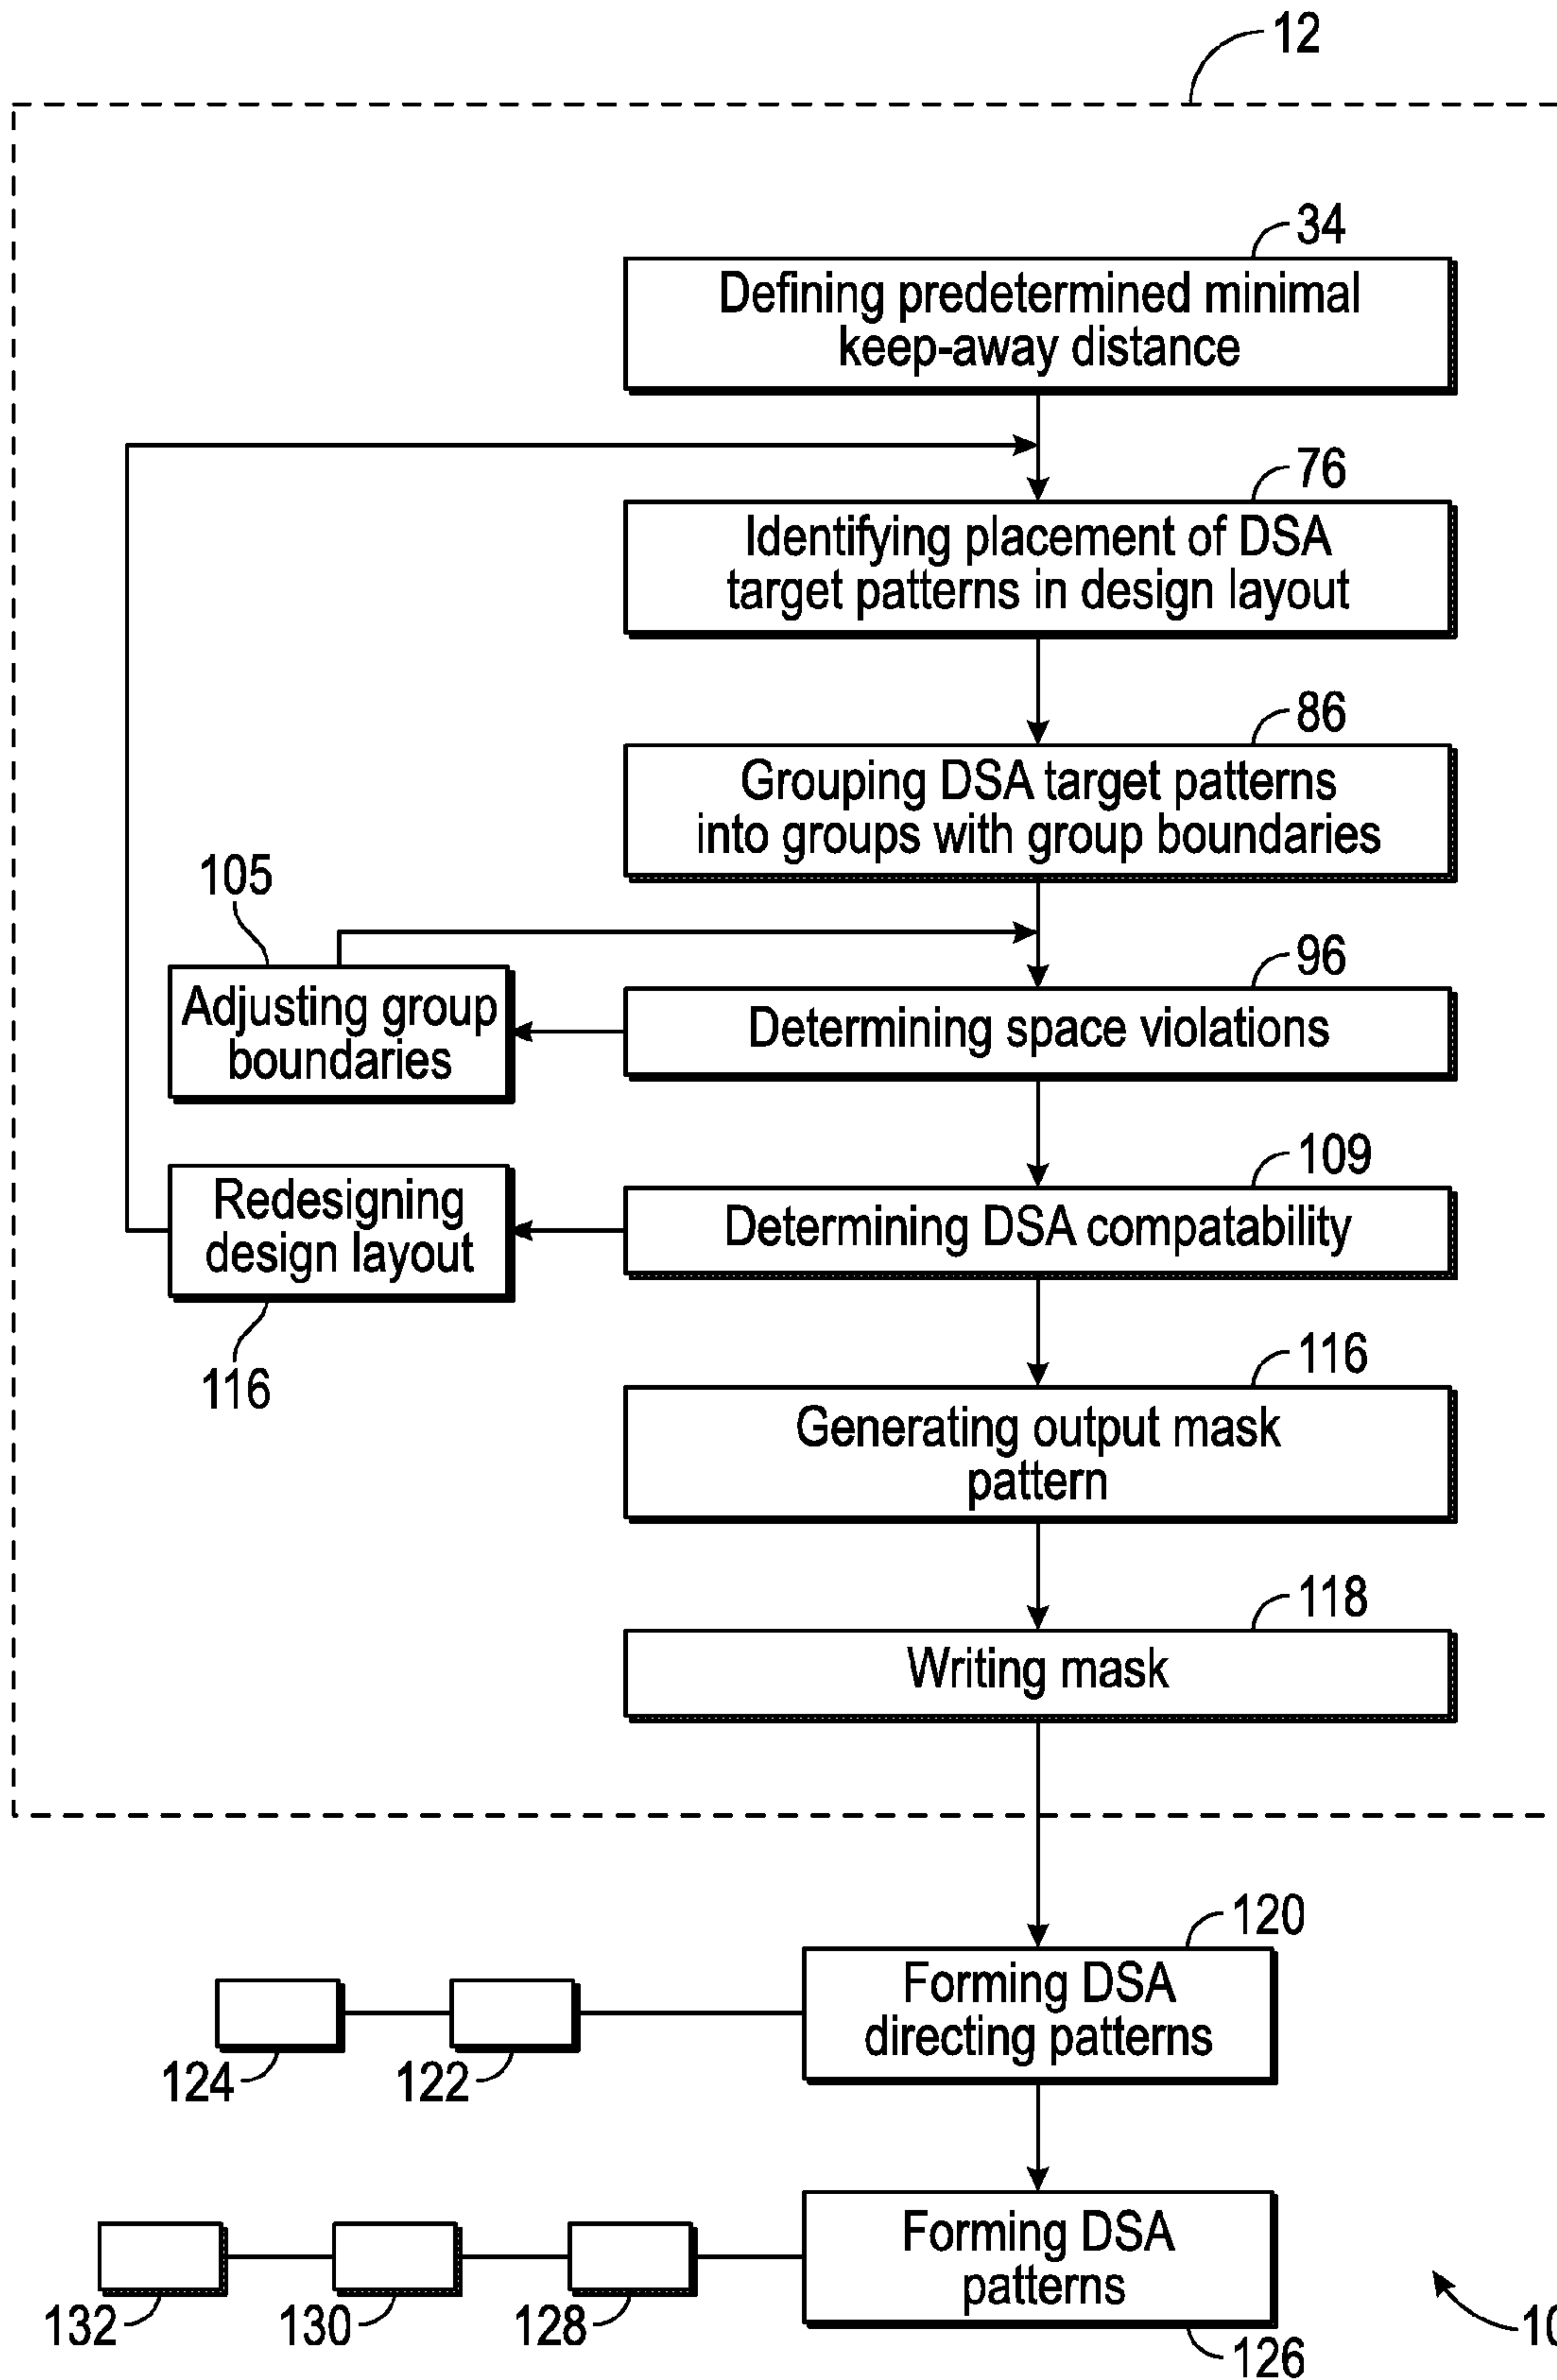 12
34
Defining predetermined minimal
keep-away distance
76
Identifying placement of DSA
target patterns in design layout
86
Grouping DSA target patterns
into groups with group boundaries
105
Adjusting group
boundaries
96
Determining space violations
109
Determining DSA compatability
Redesigning
design layout
116
116
Generating output mask
pattern
118
Writing mask
120
Forming DSA
directing patterns
124
122
Forming DSA
patterns
132
130
128
126
10